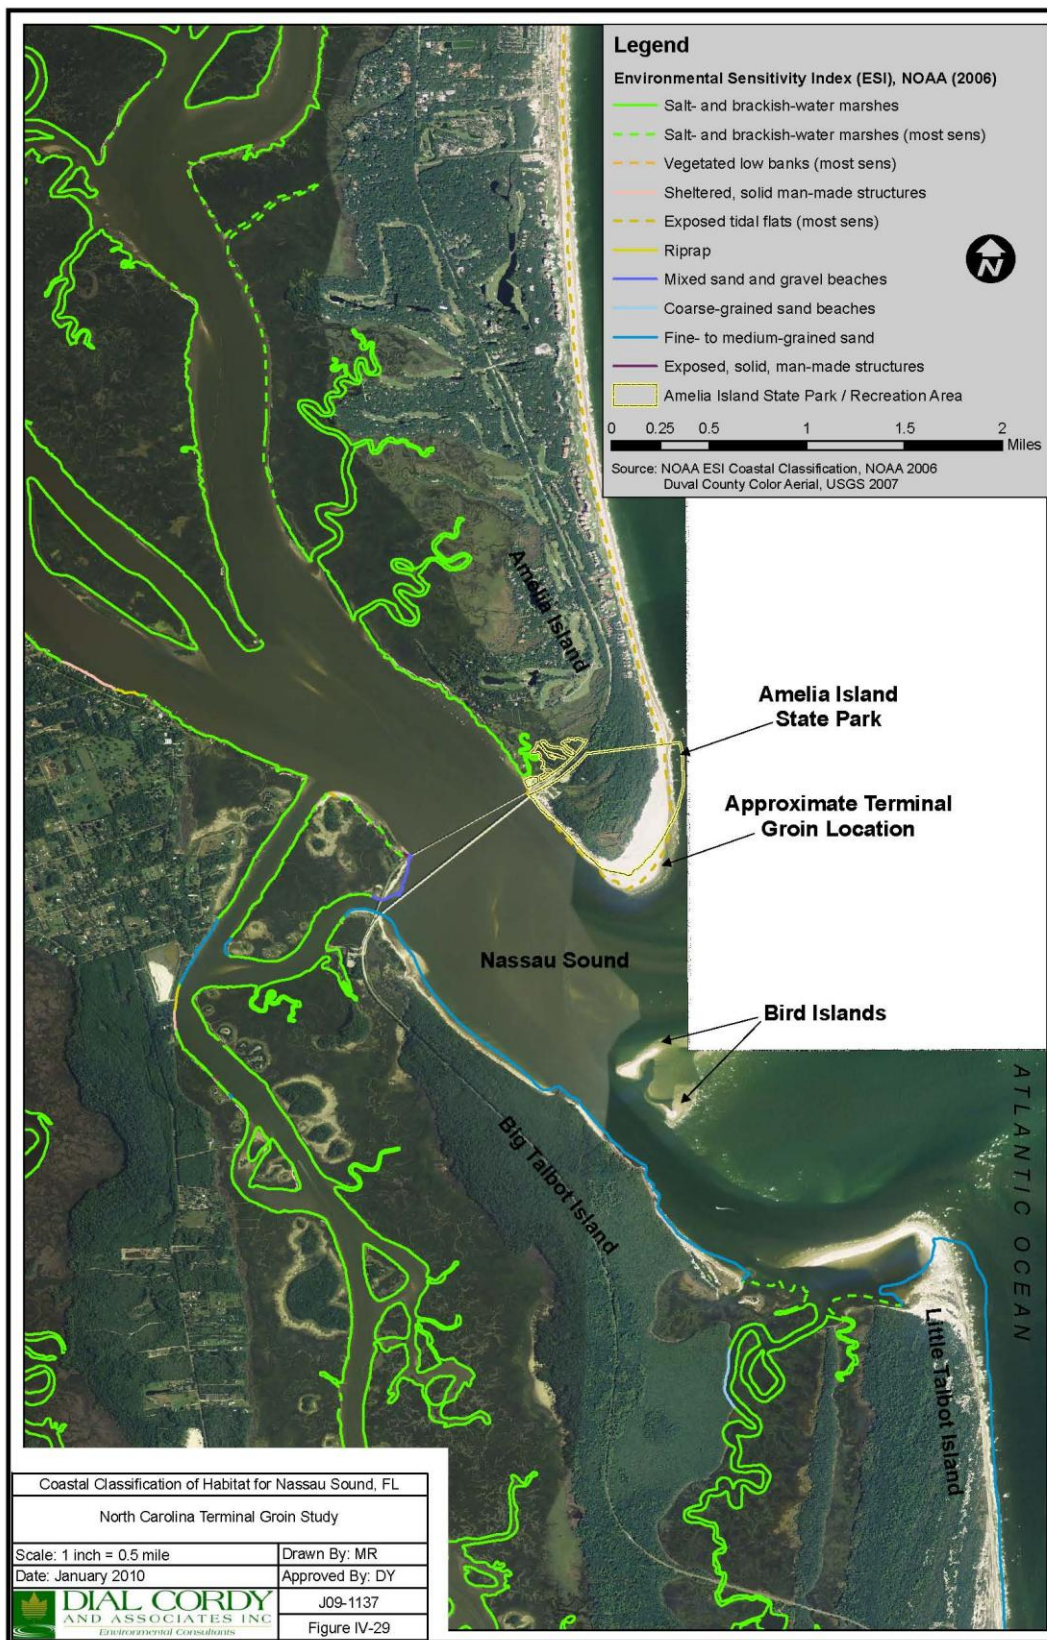 Legend
Environmental Sensitivity Index (ESI), NOAA (2006)
Salt- and brackish-water marshes
Salt- and brackish-water marshes (most sens)
Vegetated low banks (most sens)
Sheltered, solid man-made structures
Exposed tidal flats (most sens)
Riprap
Mixed sand and gravel beaches
Coarse-grained sand beaches
Fine- to medium-grained sand
Exposed, solid, man-made structures
Amelia Island State Park / Recreation Area
N
0 0.25 0.5 1 1.5 2
Miles
Source: NOAA ESI Coastal Classification, NOAA 2006
Duval County Color Aerial, USGS 2007
Amelia Island
Amelia Island
State Park
Approximate Terminal
Groin Location
Nassau Sound
Bird Islands
ATLANTIC OCEAN
Big Talbot Island
Little Talbot Island
Coastal Classification of Habitat for Nassau Sound, FL
North Carolina Terminal Groin Study
Scale: 1 inch = 0.5 mile
Drawn By: MR
Date: January 2010
Approved By: DY
DIAL CORDY
AND ASSOCIATES INC
Environmental Consultants
J09-1137
Figure IV-29